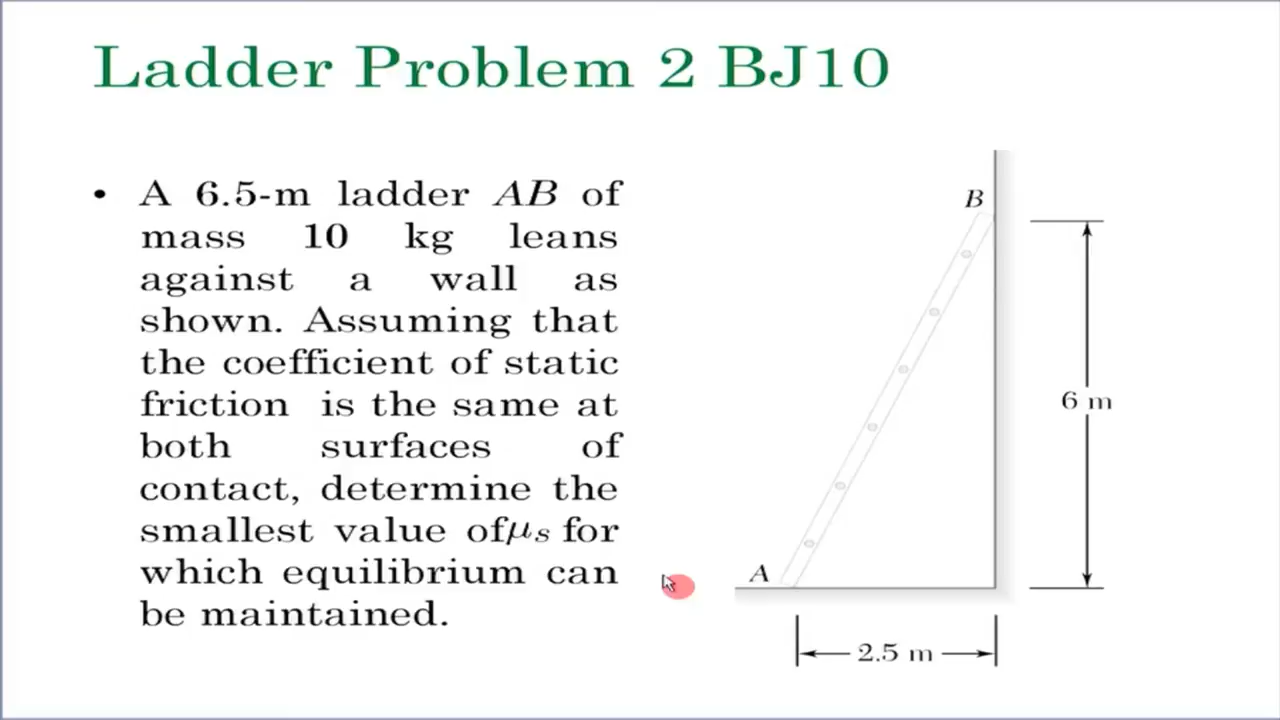 Ladder Problem 2 BJ10
• A 6.5-m ladder AB of
mass 10 kg leans
against a wall as
shown. Assuming that
the coefficient of static
friction is the same at
both surfaces of
contact, determine the
smallest value ofμs for
which equilibrium can
be maintained.
B
6 m
A
2.5 m